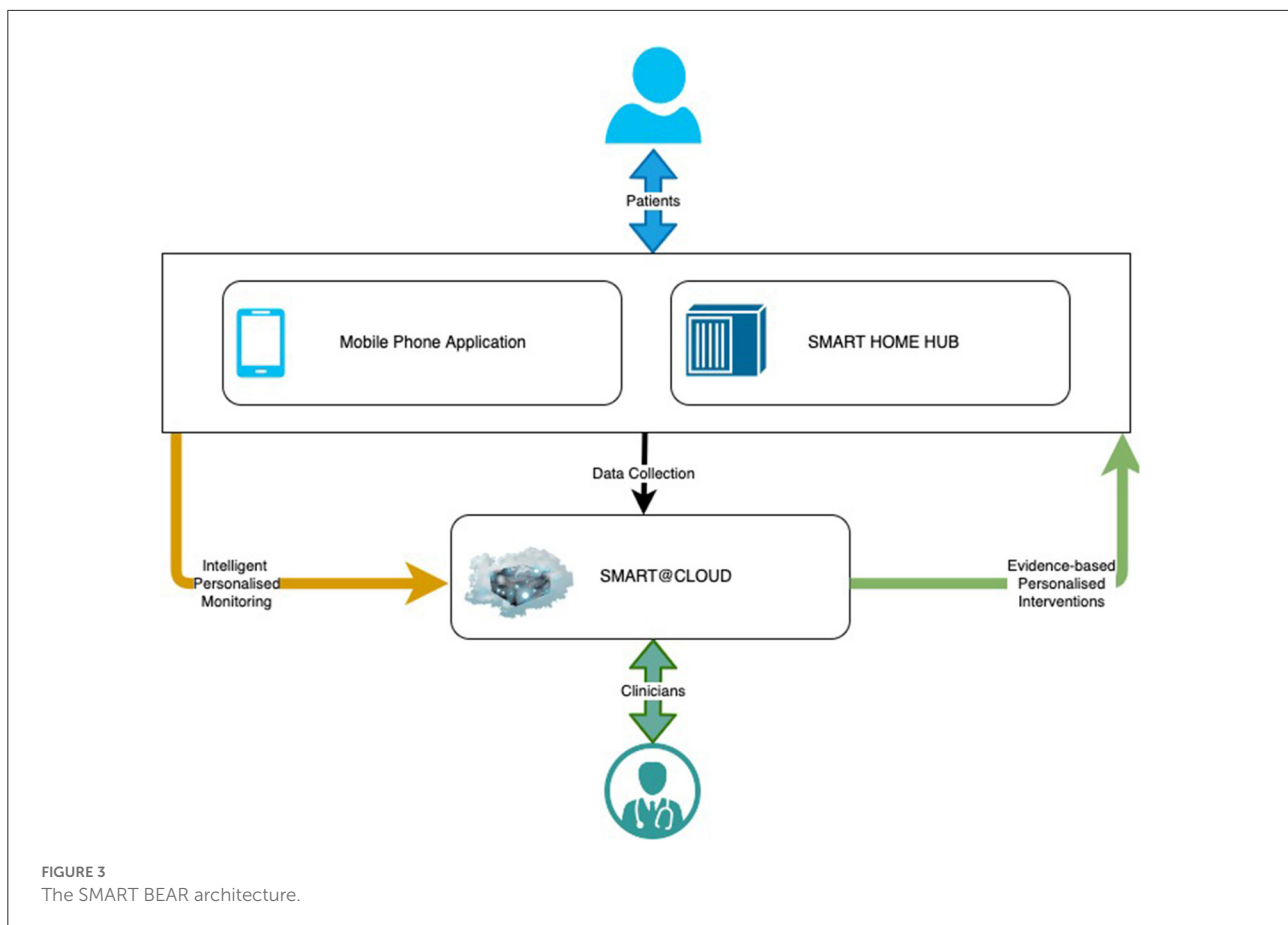 Patients
Mobile Phone Application
SMART HOME HUB
Data Collection
Intelligent
Personalised
Monitoring
SMART@CLOUD
Evidence-based
Personalised
Interventions
Clinicians
FIGURE 3
The SMART BEAR architecture.